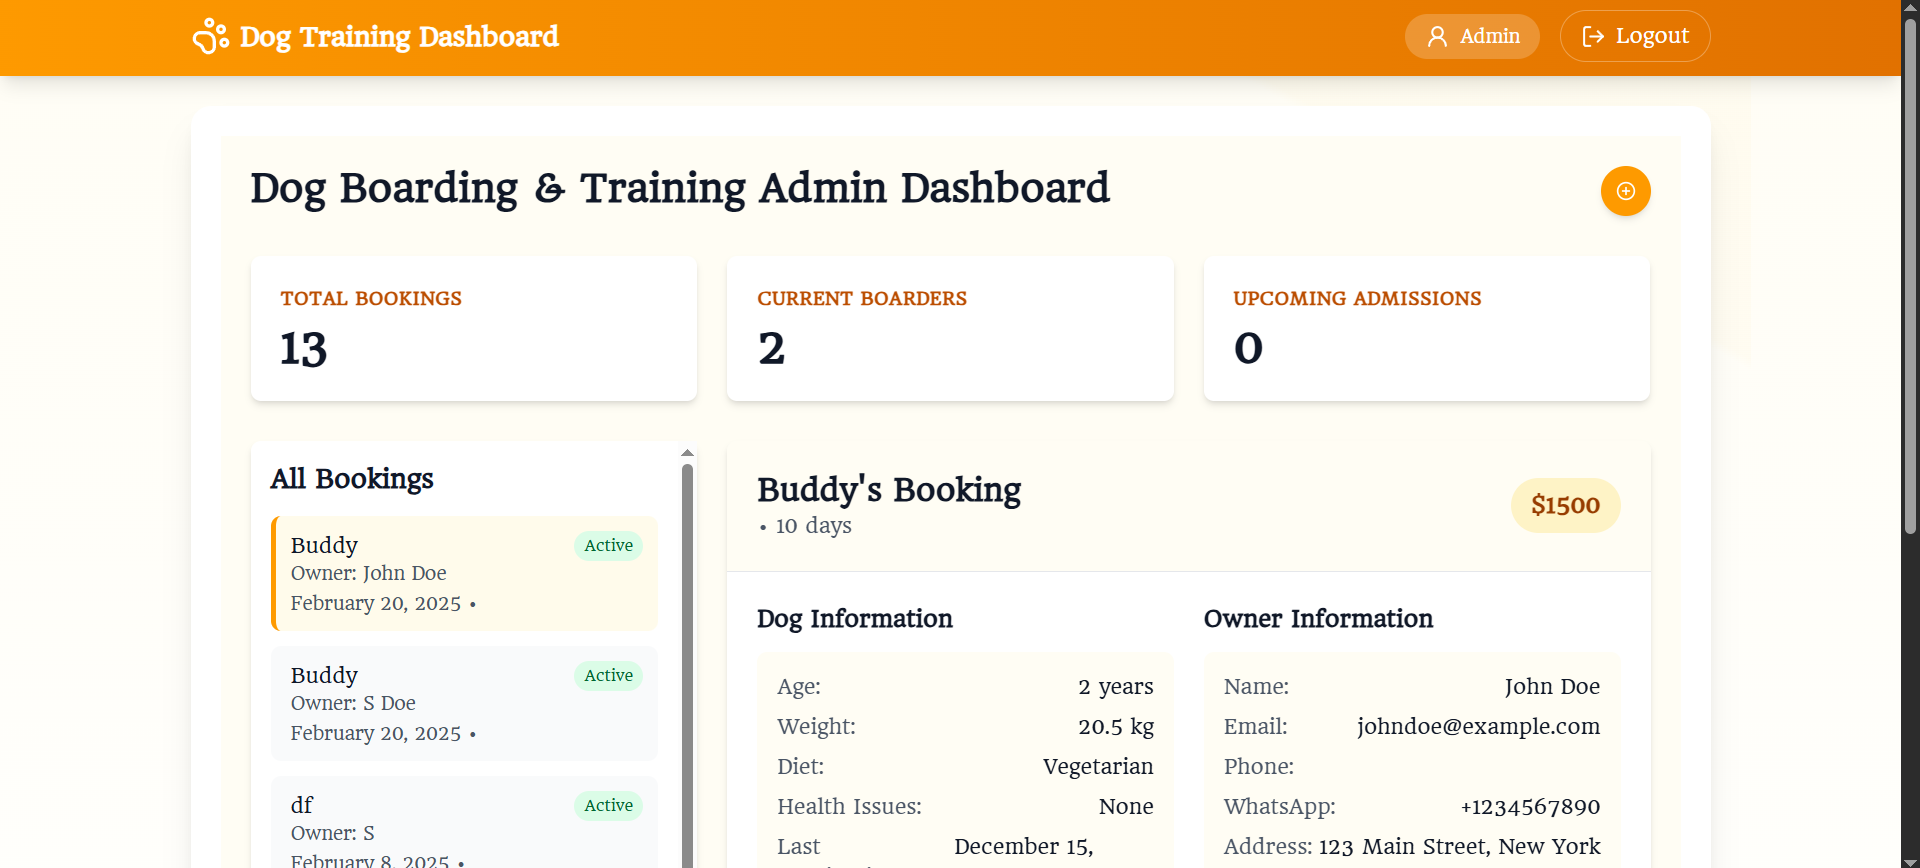 Dog Training Dashboard
Admin
Logout
Dog Boarding & Training Admin Dashboard
TOTAL BOOKINGS
13
CURRENT BOARDERS
2
UPCOMING ADMISSIONS
0
All Bookings
Buddy
Active
Owner: John Doe
February 20, 2025 •
Buddy
Active
Owner: S Doe
February 20, 2025 •
df
Active
Owner: S
February 8, 2025 •
Buddy's Booking
• 10 days
$1500
Dog Information
Age: 2 years
Weight: 20.5 kg
Diet: Vegetarian
Health Issues: None
Last December 15,
Owner Information
Name: John Doe
Email: johndoe@example.com
Phone:
WhatsApp: +1234567890
Address: 123 Main Street, New York